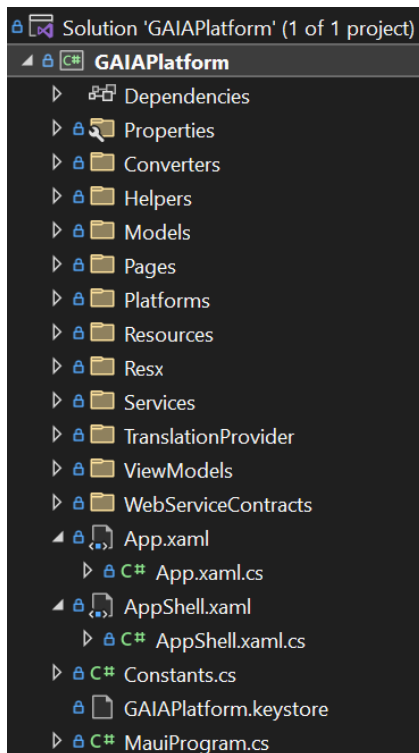 Solution 'GAIAPlatform' (1 of 1 project)
C# GAIAPlatform
Dependencies
Properties
Converters
Helpers
Models
Pages
Platforms
Resources
Resx
Services
TranslationProvider
ViewModels
WebServiceContracts
App.xaml
C# App.xaml.cs
AppShell.xaml
C# AppShell.xaml.cs
C# Constants.cs
GAIAPlatform.keystore
C# MauiProgram.cs